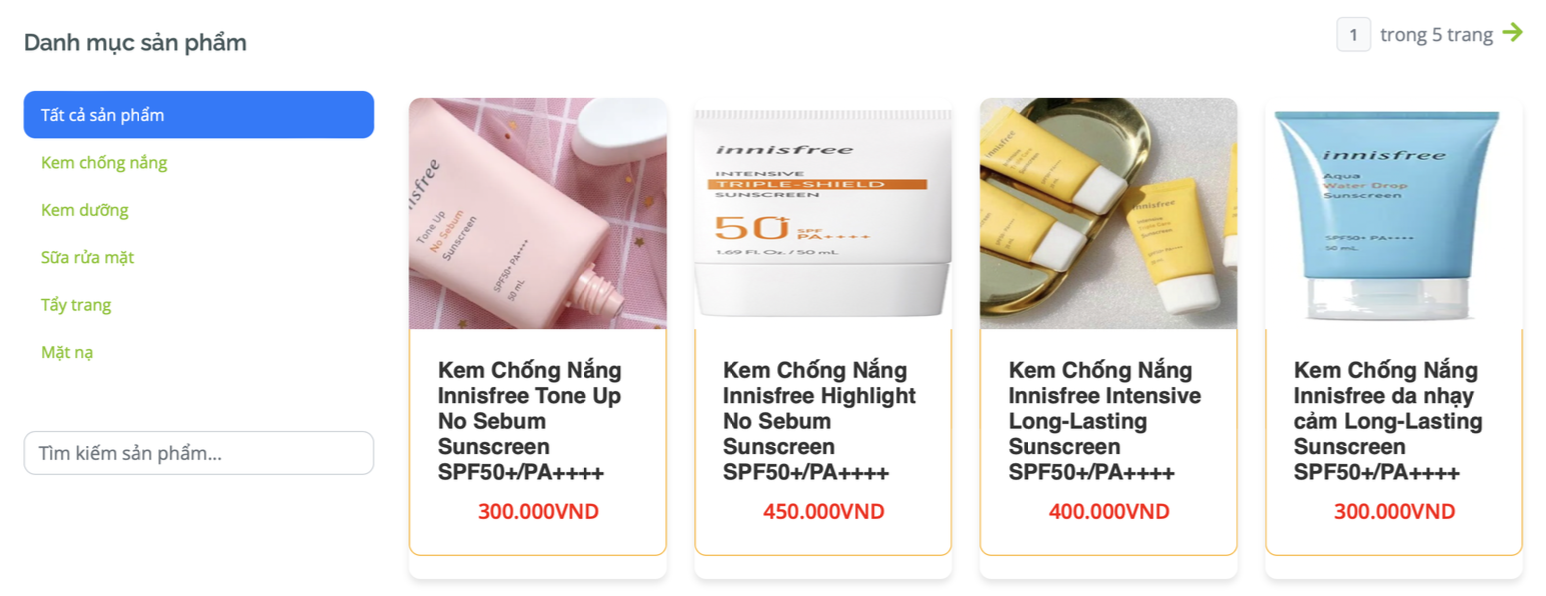 Danh mục sản phẩm
1 trong 5 trang
Tất cả sản phẩm
Kem chống nắng
Kem dưỡng
Sữa rửa mặt
Tẩy trang
Mặt nạ
Tìm kiếm sản phẩm...
nisfree
Tone Up
No Sebum
Sunscreen
SPF50+ PA++++
50 mL
Kem Chống Nắng
Innisfree Tone Up
No Sebum
Sunscreen
SPF50+/PA++++
300.000VND
innisfree
INTENSIVE
TRIPLE-SHIELD
SUNSCREEN
50+ SPF
PA++++
1.69 Fl. Oz. / 50 mL
Kem Chống Nắng
Innisfree Highlight
No Sebum
Sunscreen
SPF50+/PA++++
450.000VND
innisfree
Kem Chống Nắng
Innisfree Intensive
Long-Lasting
Sunscreen
SPF50+/PA++++
400.000VND
innisfree
Aqua
Water Drop
Sunscreen
SPF50+ PA++++
50 mL
Kem Chống Nắng
Innisfree da nhạy
cảm Long-Lasting
Sunscreen
SPF50+/PA++++
300.000VND